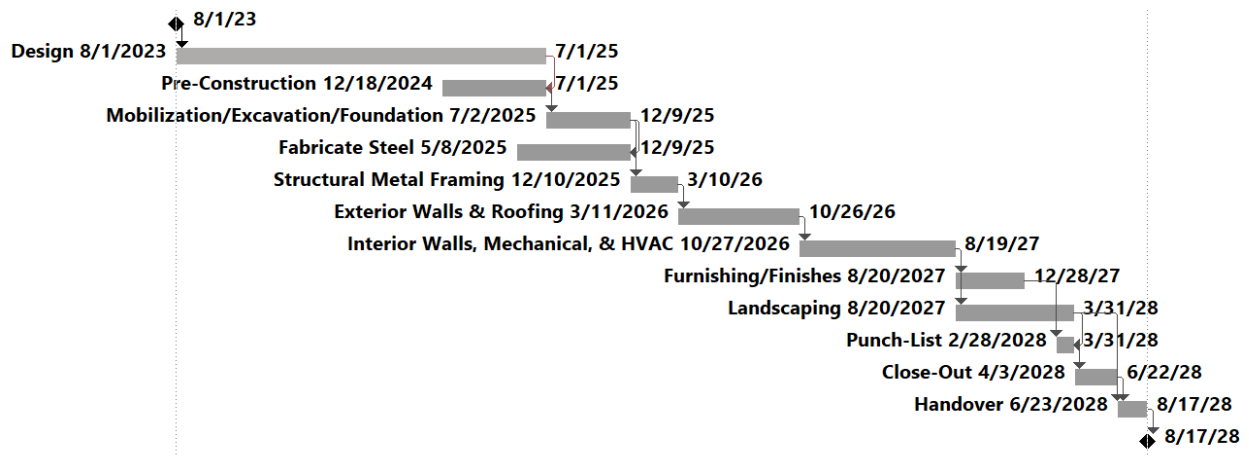 8/1/23
Design 8/1/2023 7/1/25
Pre-Construction 12/18/2024 7/1/25
Mobilization/Excavation/Foundation 7/2/2025 12/9/25
Fabricate Steel 5/8/2025 12/9/25
Structural Metal Framing 12/10/2025 3/10/26
Exterior Walls & Roofing 3/11/2026 10/26/26
Interior Walls, Mechanical, & HVAC 10/27/2026 8/19/27
Furnishing/Finishes 8/20/2027 12/28/27
Landscaping 8/20/2027 3/31/28
Punch-List 2/28/2028 3/31/28
Close-Out 4/3/2028 6/22/28
Handover 6/23/2028 8/17/28
8/17/28